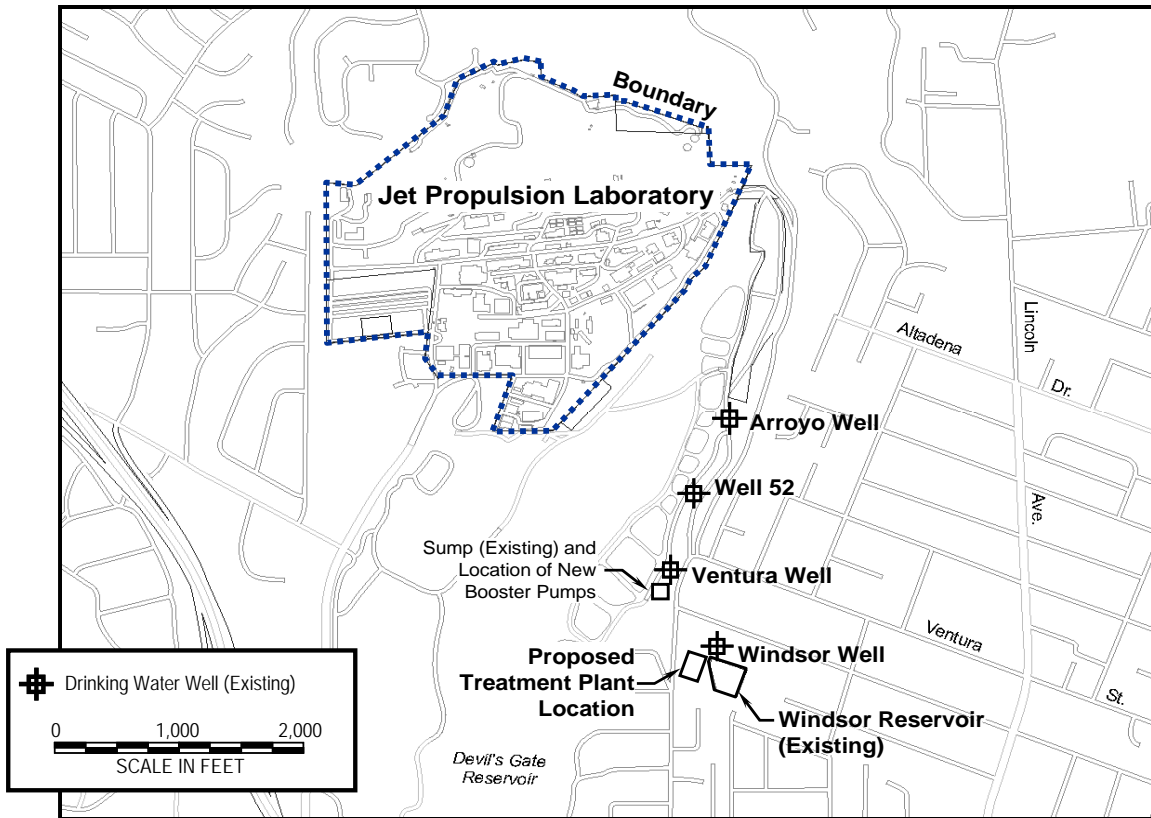 Boundary
Jet Propulsion Laboratory
Lincoln
Ave.
Altadena
Dr.
Arroyo Well
Well 52
Sump (Existing) and
Location of New
Booster Pumps
Ventura Well
Ventura
St.
Windsor Well
Proposed
Treatment Plant
Location
Windsor Reservoir
(Existing)
Devil's Gate
Reservoir
Drinking Water Well (Existing)
0 1,000 2,000
SCALE IN FEET